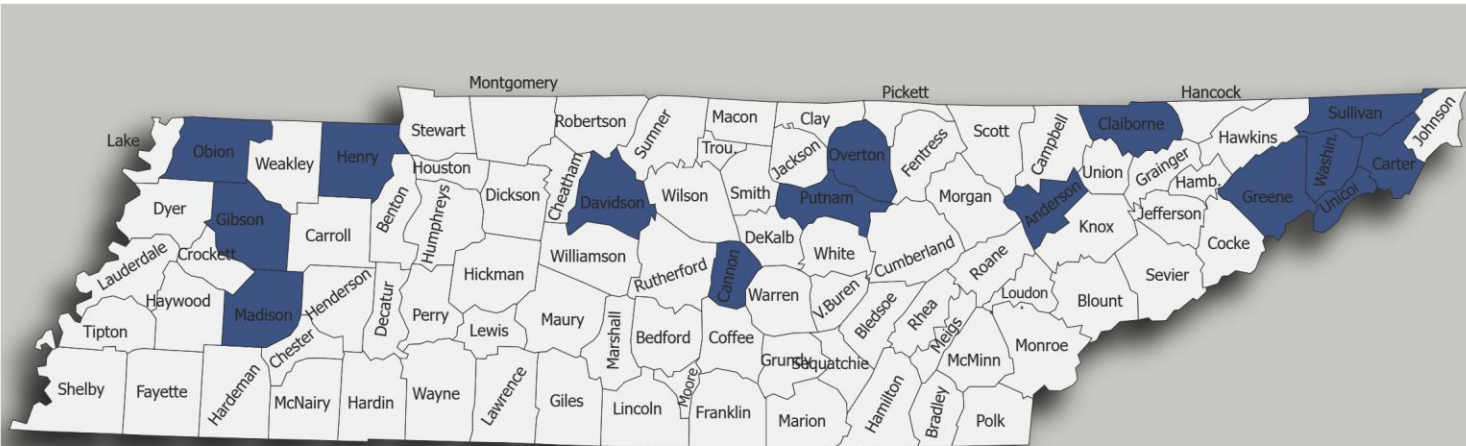 Montgomery
Pickett
Hancock
Lake
Obion
Weakley
Henry
Stewart
Robertson
Sumner
Macon
Clay
Overton
Fentress
Scott
Campbell
Claiborne
Hawkins
Sullivan
Johnson
Houston
Trou.
Jackson
Union
Grainger
Hamb.
Washin.
Carter
Dyer
Gibson
Carroll
Benton
Humphreys
Dickson
Cheatham
Davidson
Wilson
Smith
Putnam
Morgan
Anderson
Knox
Jefferson
Greene
Unicoi
Lauderdale
Crockett
Hickman
Williamson
Rutherford
Cannon
DeKalb
White
Cumberland
Roane
Cocke
Sevier
Haywood
Madison
Henderson
Decatur
Perry
Lewis
Maury
Marshall
Bedford
Coffee
Warren
V.Buren
Bledsoe
Rhea
Meigs
Loudon
Blount
Tipton
Chester
Grundy
Sequatchie
McMinn
Monroe
Shelby
Fayette
Hardeman
McNairy
Hardin
Wayne
Lawrence
Giles
Lincoln
Moore
Franklin
Marion
Hamilton
Bradley
Polk